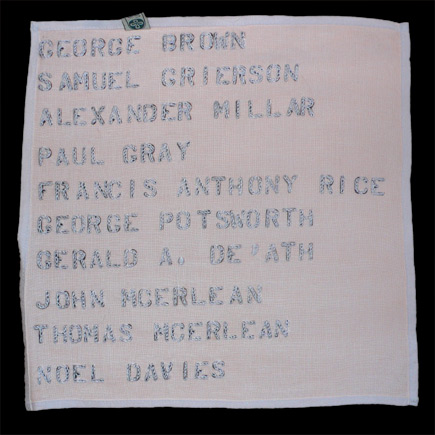 GEORGE BROWN
SAMUEL GRIERSON
ALEXANDER MILLAR
PAUL GRAY
FRANCIS ANTHONY RICE
GEORGE POTSWORTH
GERALD A. DE'ATH
JOHN MCERLEAN
THOMAS MCERLEAN
NOEL DAVIES